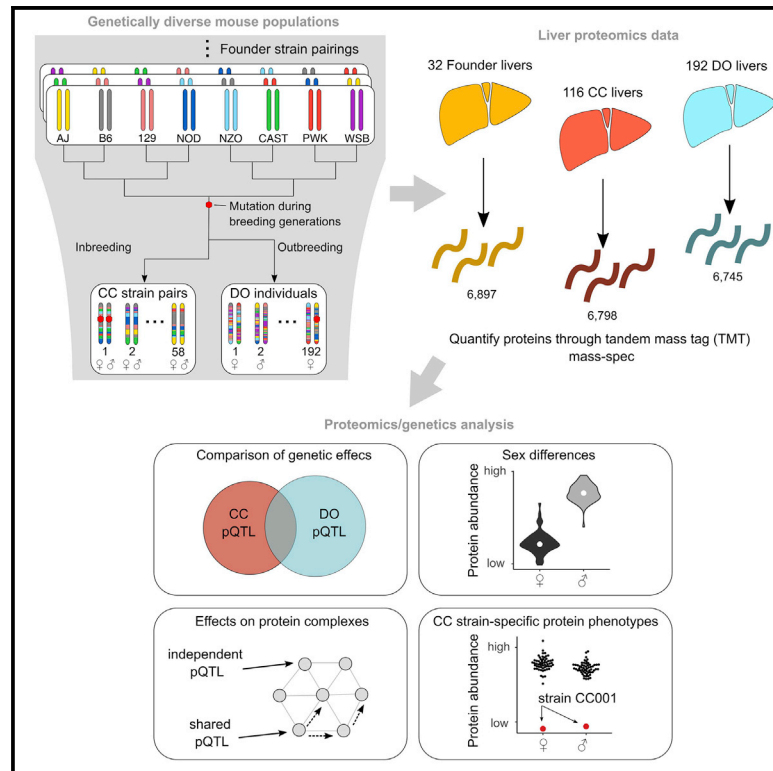 Genetically diverse mouse populations
Founder strain pairings
AJ B6 129 NOD NZO CAST PWK WSB
Mutation during
breeding generations
Inbreeding
Outbreeding
CC strain pairs
1 2 58
♀ ♂ ♀ ♂ ♀ ♂
DO individuals
1 2 192
♀ ♂ ♀
Liver proteomics data
32 Founder livers
116 CC livers
192 DO livers
6,897
6,798
6,745
Quantify proteins through tandem mass tag (TMT)
mass-spec
Proteomics/genetics analysis
Comparison of genetic effecs
CC
pQTL
DO
pQTL
Sex differences
Protein abundance
high
low
♀ ♂
Effects on protein complexes
independent
pQTL
shared
pQTL
CC strain-specific protein phenotypes
Protein abundance
high
strain CC001
low
♀ ♂